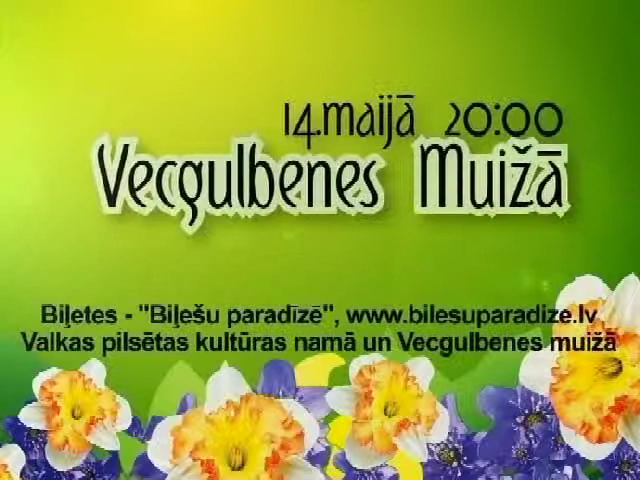 14.maijā 20:00
Vecgulbenes Muižā
Biļetes - "Biļešu paradīzē", www.bilesuparadize.lv
Valkas pilsētas kultūras namā un Vecgulbenes muižā